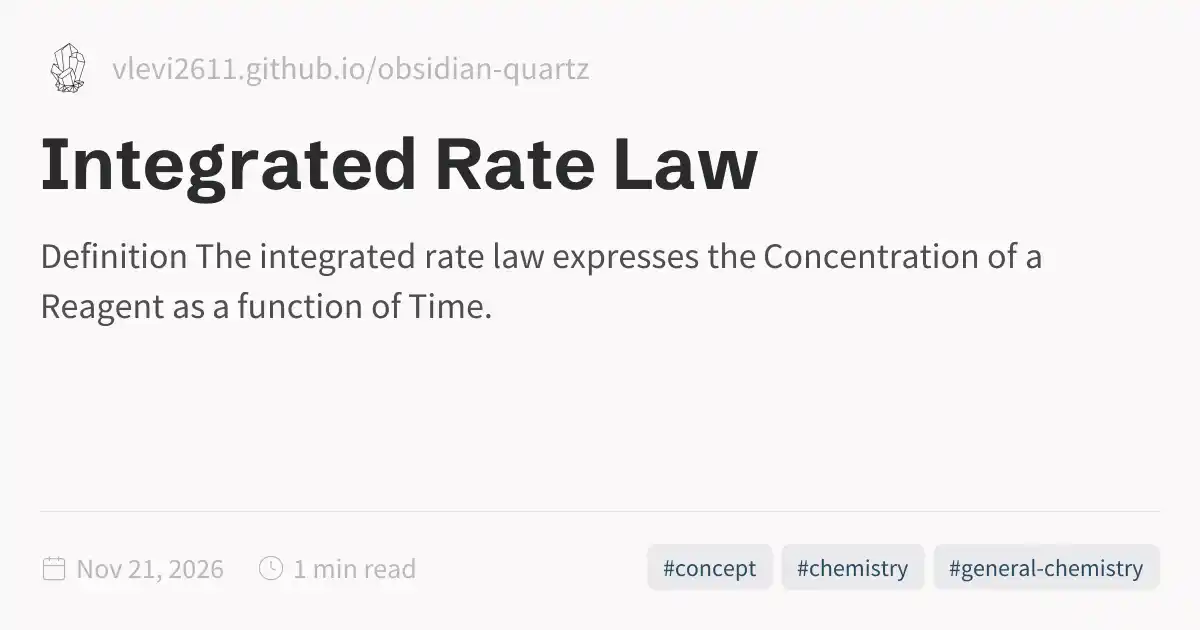 vlevi2611.github.io/obsidian-quartz
Integrated Rate Law
Definition The integrated rate law expresses the Concentration of a
Reagent as a function of Time.
Nov 21, 2026 1 min read #concept #chemistry #general-chemistry